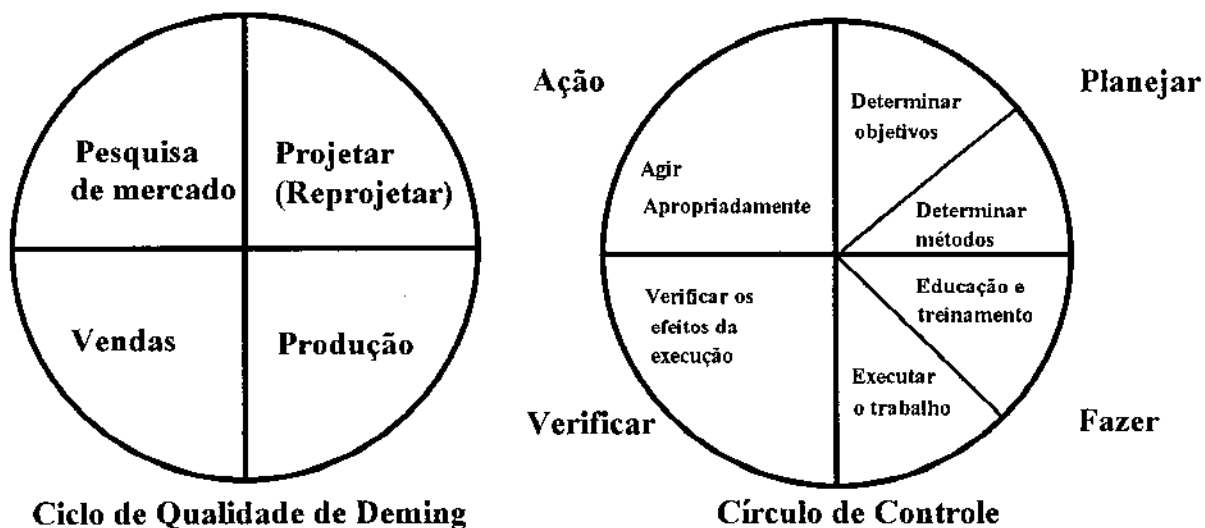 Pesquisa
de mercado
Projetar
(Reprojetar)
Vendas
Produção
Ciclo de Qualidade de Deming
Ação
Planejar
Determinar
objetivos
Agir
Apropriadamente
Determinar
métodos
Verificar os
efeitos da
execução
Educação e
treinamento
Executar
o trabalho
Verificar
Fazer
Círculo de Controle